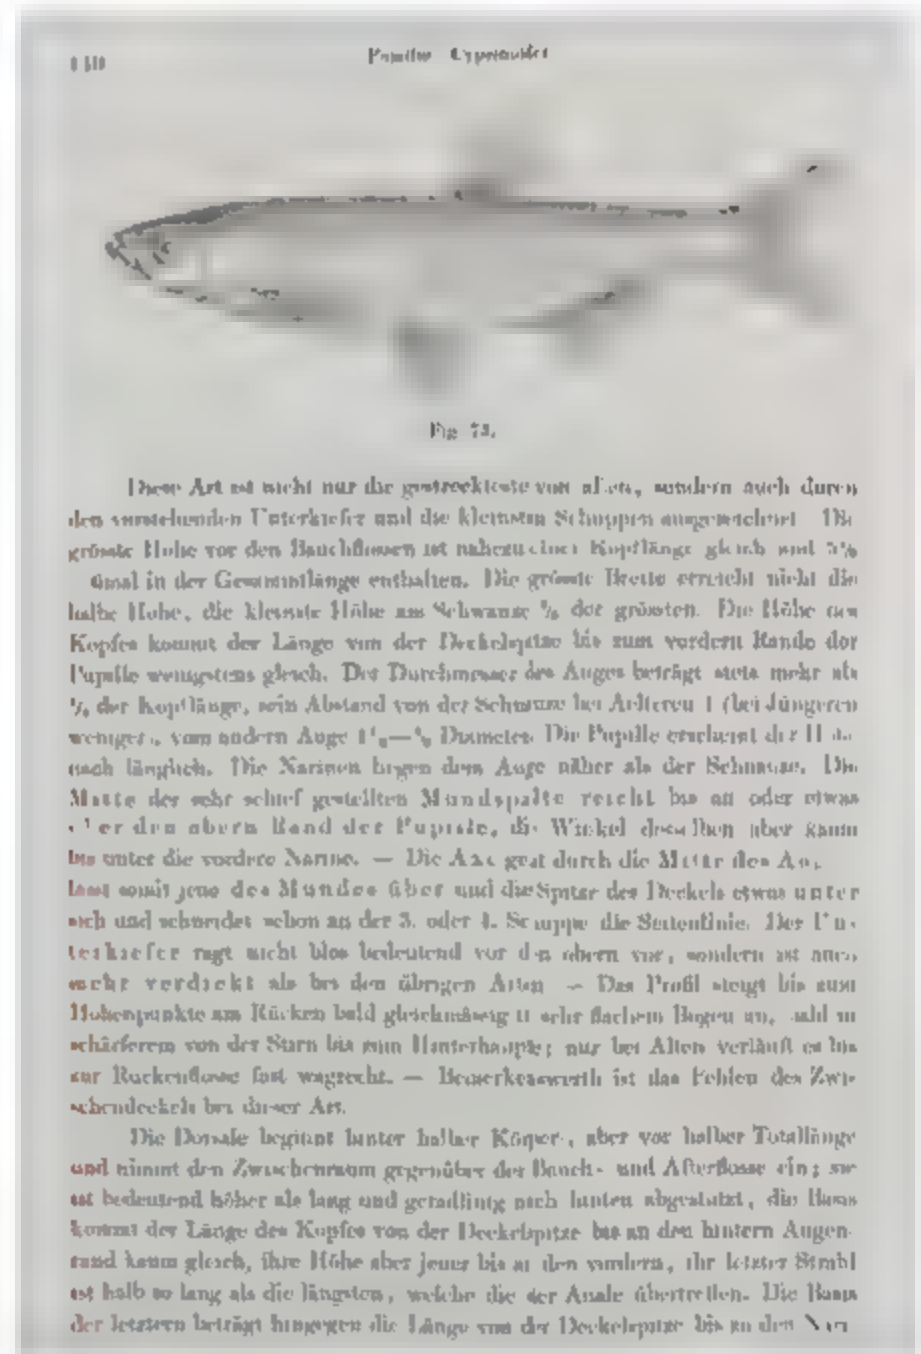 Familie Cyprinoidei
Fig. 73.
Diese Art ist nicht nur die gestreckteste von allen, sondern auch durch
den vorstehenden Unterkiefer und die kleinsten Schuppen ausgezeichnet. Die
grösste Höhe vor den Bauchflossen ist nahezu einer Kopflänge gleich und
6mal in der Gesammtlänge enthalten. Die grösste Breite erreicht nicht die
halbe Höhe, die kleinste Höhe am Schwanze der grössten. Die Höhe des
Kopfes kommt der Länge von der Deckelspitze bis zum vordern Rande der
Pupille wenigstens gleich. Der Durchmesser des Auges beträgt stets mehr als
der Kopflänge, sein Abstand von der Schnauze bei Aelteren 1 (bei Jüngeren
weniger), vom andern Auge Diameter. Die Pupille erscheint
nach länglich. Die Narinen liegen dem Auge näher als der Schnauze. Die
Mitte der sehr schief gestellten Mundspalte reicht bis an oder etwas
über den obern Rand der Pupille, die Winkel derselben aber kaum
bis unter die vordere Narine. — Die Axe geht durch die Mitte des Auges,
lässt somit jene des Mundes über und die Spitze des Deckels etwas unter
sich und schneidet schon an der 3. oder 4. Schuppe die Seitenlinie. Der Un-
terkiefer ragt nicht blos bedeutend vor den obern vor, sondern ist auch
mehr verdickt als bei den übrigen Arten — Das Profil steigt bis zum
Höhenpunkte am Rücken bald gleichmässig in sehr flachem Bogen an, bald in
schärferem von der Stirn bis zum Hinterhaupte; nur bei Alten verläuft es bis
zur Rückenflosse fast wagrecht. — Bemerkenswerth ist das Fehlen des Zwi-
schendeckels bei dieser Art.
Die Dorsale beginnt hinter halber Körper-, aber vor halber Totallänge
und nimmt den Zwischenraum gegenüber der Bauch- und Afterflosse ein; sie
ist bedeutend höher als lang und geradlinig nach hinten abgestutzt, die Basis
kommt der Länge des Kopfes von der Deckelspitze bis an den hintern Augen-
rand kaum gleich, ihre Höhe aber jener bis an den vordern, ihr letzter Strahl
ist halb so lang als die längsten, welche die der Anale übertreffen. Die Basis
der letztern beträgt hingegen die Länge von der Deckelspitze bis an den